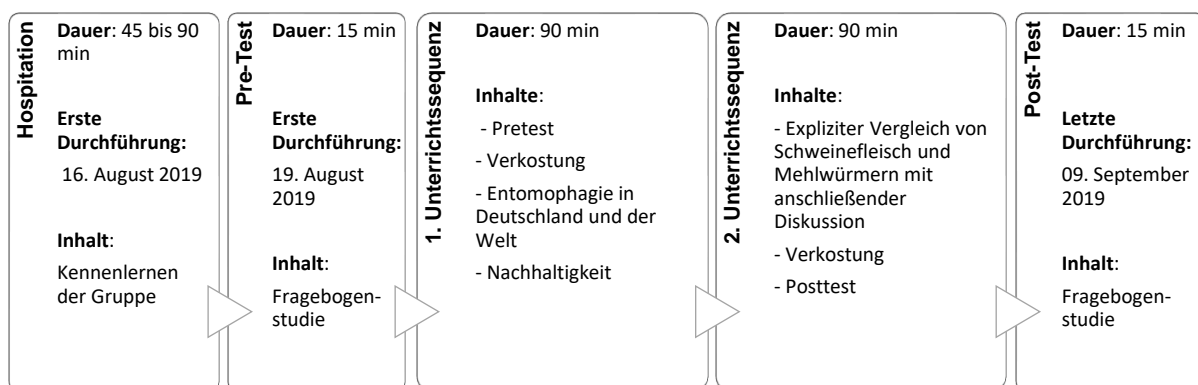 Hospitation
Dauer: 45 bis 90
min
Erste
Durchführung:
16. August 2019
Inhalt:
Kennenlernen
der Gruppe
Pre-Test
Dauer: 15 min
Erste
Durchführung:
19. August
2019
Inhalt:
Fragebogen-
studie
1. Unterrichtssequenz
Dauer: 90 min
Inhalte:
- Pretest
- Verkostung
- Entomophagie in
Deutschland und der
Welt
- Nachhaltigkeit
2. Unterrichtssequenz
Dauer: 90 min
Inhalte:
- Expliziter Vergleich von
Schweinefleisch und
Mehlwürmern mit
anschließender
Diskussion
- Verkostung
- Posttest
Post-Test
Dauer: 15 min
Letzte
Durchführung:
09. September
2019
Inhalt:
Fragebogen-
studie